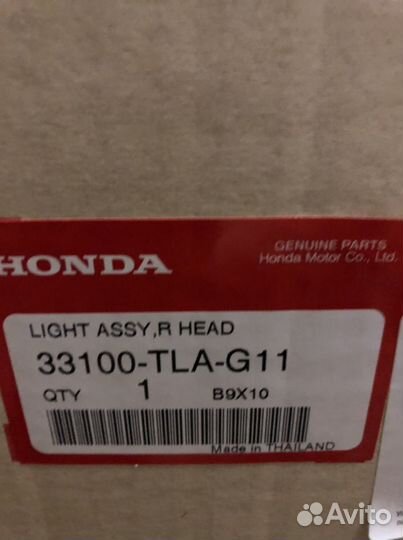 HONDA
GENUINE PARTS
Honda Motor Co., Ltd.
LIGHT ASSY,R HEAD
33100-TLA-G11
QTY 1 B9X10
Made in THAILAND
Avito